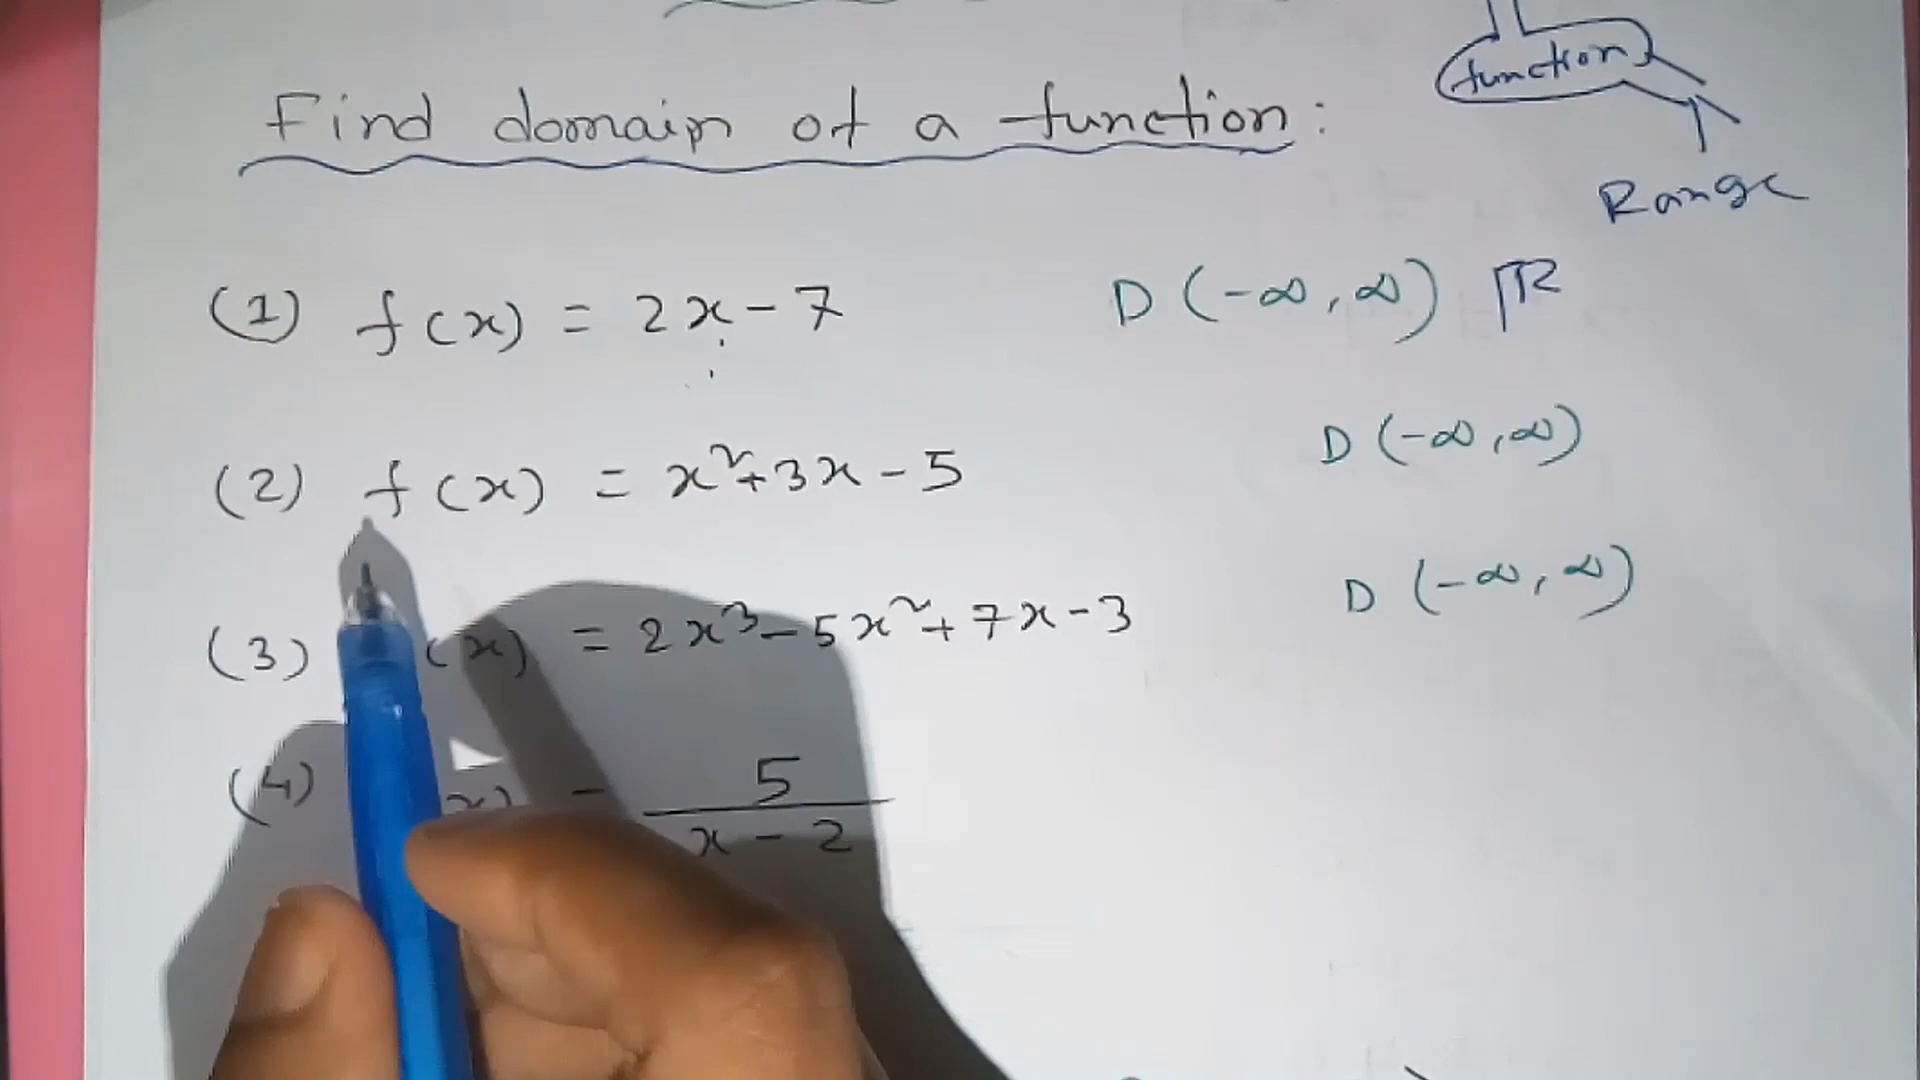 function
Find domain of a function:
Range
(1) f(x) = 2x - 7 D (-∞, ∞) ℝ
(2) f(x) = x² + 3x - 5 D (-∞, ∞)
(3) (x) = 2x³ - 5x² + 7x - 3 D (-∞, ∞)
(4) x) = 5 / (x - 2)